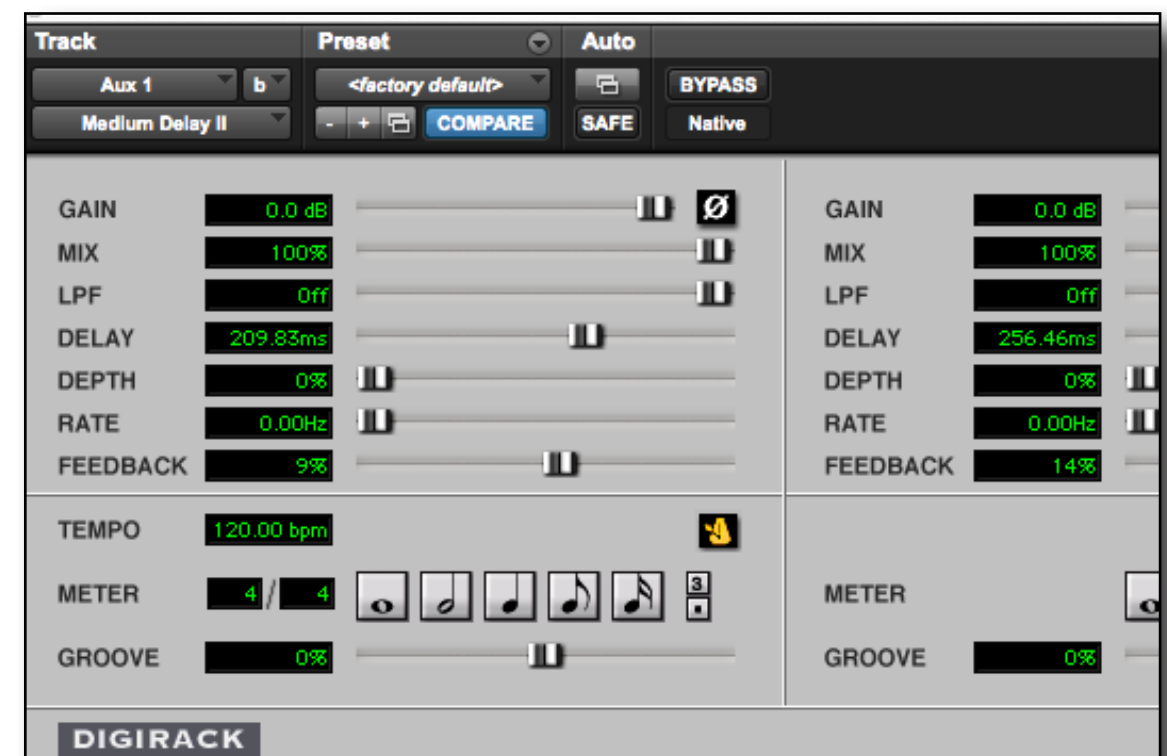 Track Preset Auto
Aux 1 b <factory default> BYPASS
Medium Delay II - + COMPARE SAFE Native
GAIN 0.0 dB Ø GAIN 0.0 dB
MIX 100% MIX 100%
LPF Off LPF Off
DELAY 209.83ms DELAY 256.46ms
DEPTH 0% DEPTH 0%
RATE 0.00Hz RATE 0.00Hz
FEEDBACK 9% FEEDBACK 14%
TEMPO 120.00 bpm
METER 4/4 3 METER
GROOVE 0% GROOVE 0%
DIGIRACK